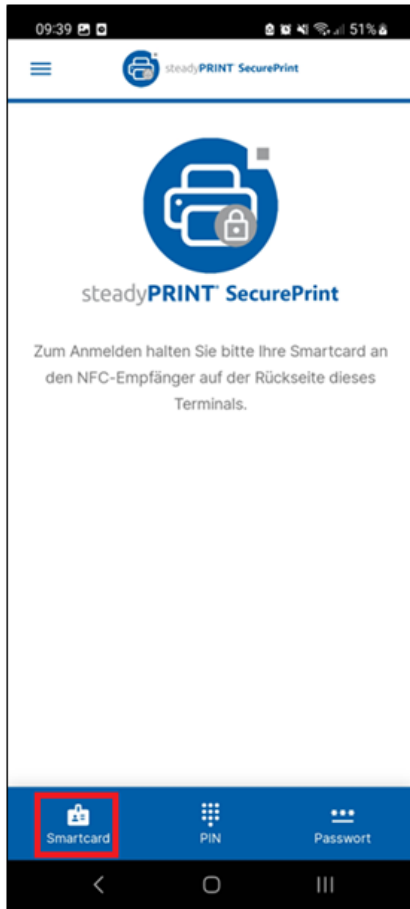 09:39 51%
steadyPRINT SecurePrint
steadyPRINT® SecurePrint
Zum Anmelden halten Sie bitte Ihre Smartcard an
den NFC-Empfänger auf der Rückseite dieses
Terminals.
Smartcard PIN Passwort